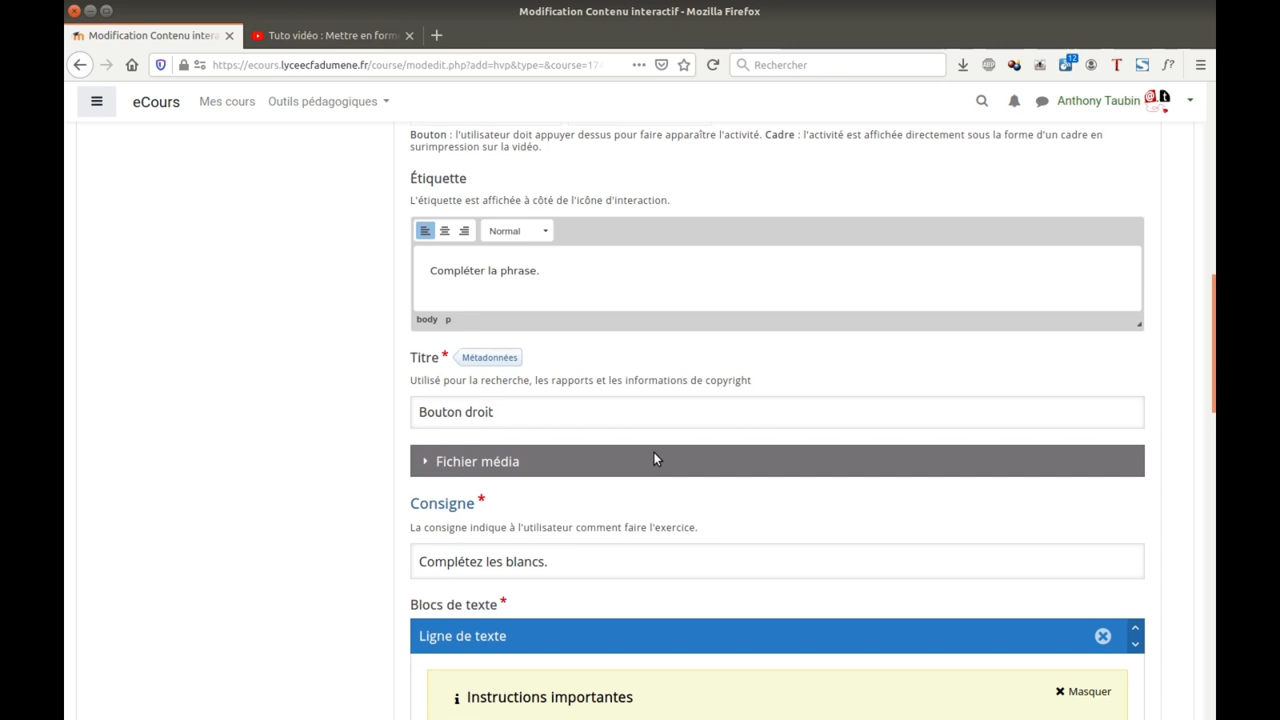 Modification Contenu interactif - Mozilla Firefox
Modification Contenu intera
Tuto vidéo : Mettre en form
https://ecours.lyceecfadumene.fr/course/modedit.php?add=hvp&type=&course=17
Rechercher
12
eCours
Mes cours
Outils pédagogiques
Anthony Taubin
Bouton : l'utilisateur doit appuyer dessus pour faire apparaître l'activité. Cadre : l'activité est affichée directement sous la forme d'un cadre en
surimpression sur la vidéo.
Étiquette
L'étiquette est affichée à côté de l'icône d'interaction.
Normal
Compléter la phrase.
body p
Titre * Métadonnées
Utilisé pour la recherche, les rapports et les informations de copyright
Bouton droit
Fichier média
Consigne *
La consigne indique à l'utilisateur comment faire l'exercice.
Complétez les blancs.
Blocs de texte *
Ligne de texte
Instructions importantes
Masquer